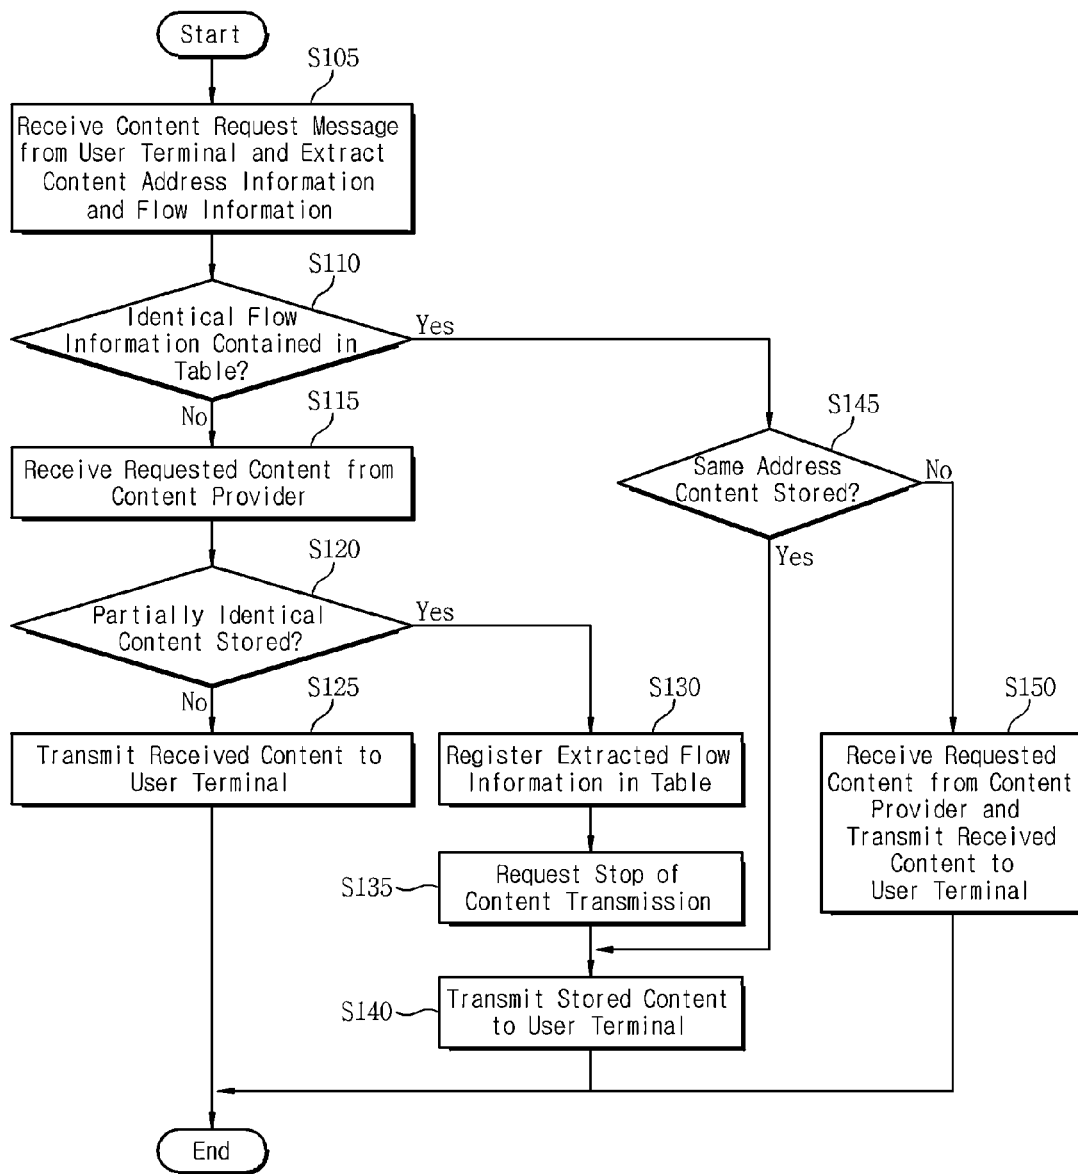 Start
S105
Receive Content Request Message
from User Terminal and Extract
Content Address Information
and Flow Information
S110
Identical Flow
Information Contained in
Table?
Yes
No
S115
Receive Requested Content from
Content Provider
S145
Same Address
Content Stored?
No
Yes
S120
Partially Identical
Content Stored?
Yes
No
S125
Transmit Received Content to
User Terminal
S130
Register Extracted Flow
Information in Table
S150
Receive Requested
Content from Content
Provider and
Transmit Received
Content to
User Terminal
S135
Request Stop of
Content Transmission
S140
Transmit Stored Content
to User Terminal
End